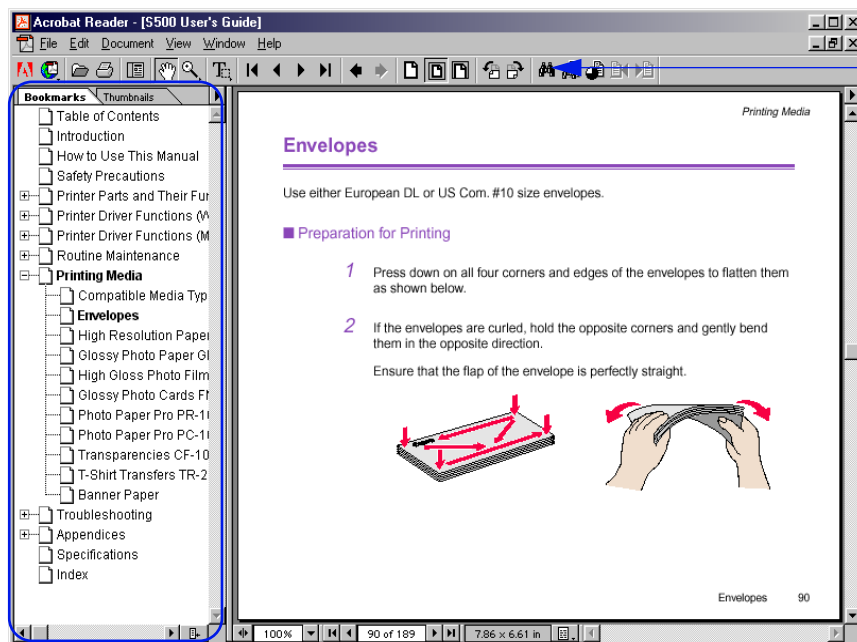 Acrobat Reader - [S500 User's Guide]
File Edit Document View Window Help
Bookmarks Thumbnails
Table of Contents
Introduction
How to Use This Manual
Safety Precautions
Printer Parts and Their Fur
Printer Driver Functions (W
Printer Driver Functions (M
Routine Maintenance
Printing Media
Compatible Media Typ
Envelopes
High Resolution Paper
Glossy Photo Paper Gl
High Gloss Photo Film
Glossy Photo Cards FM
Photo Paper Pro PR-10
Photo Paper Pro PC-10
Transparencies CF-10
T-Shirt Transfers TR-2
Banner Paper
Troubleshooting
Appendices
Specifications
Index
Printing Media
Envelopes
Use either European DL or US Com. #10 size envelopes.
Preparation for Printing
1 Press down on all four corners and edges of the envelopes to flatten them
as shown below.
2 If the envelopes are curled, hold the opposite corners and gently bend
them in the opposite direction.
Ensure that the flap of the envelope is perfectly straight.
Envelopes 90
100% 90 of 189 7.86 x 6.61 in